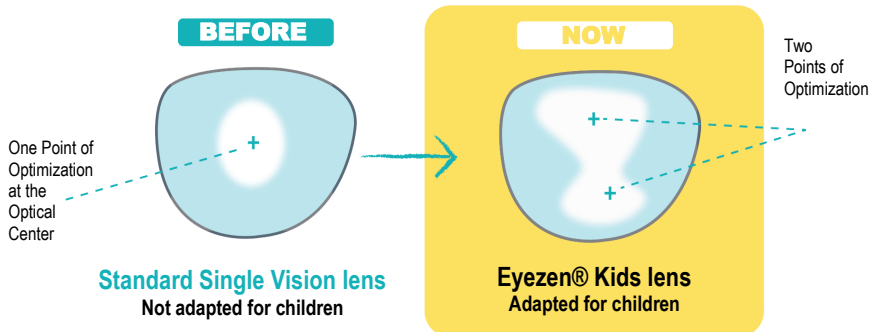 BEFORE
NOW
Two
Points of
Optimization
One Point of
Optimization
at the
Optical
Center
Standard Single Vision lens
Not adapted for children
Eyezen® Kids lens
Adapted for children